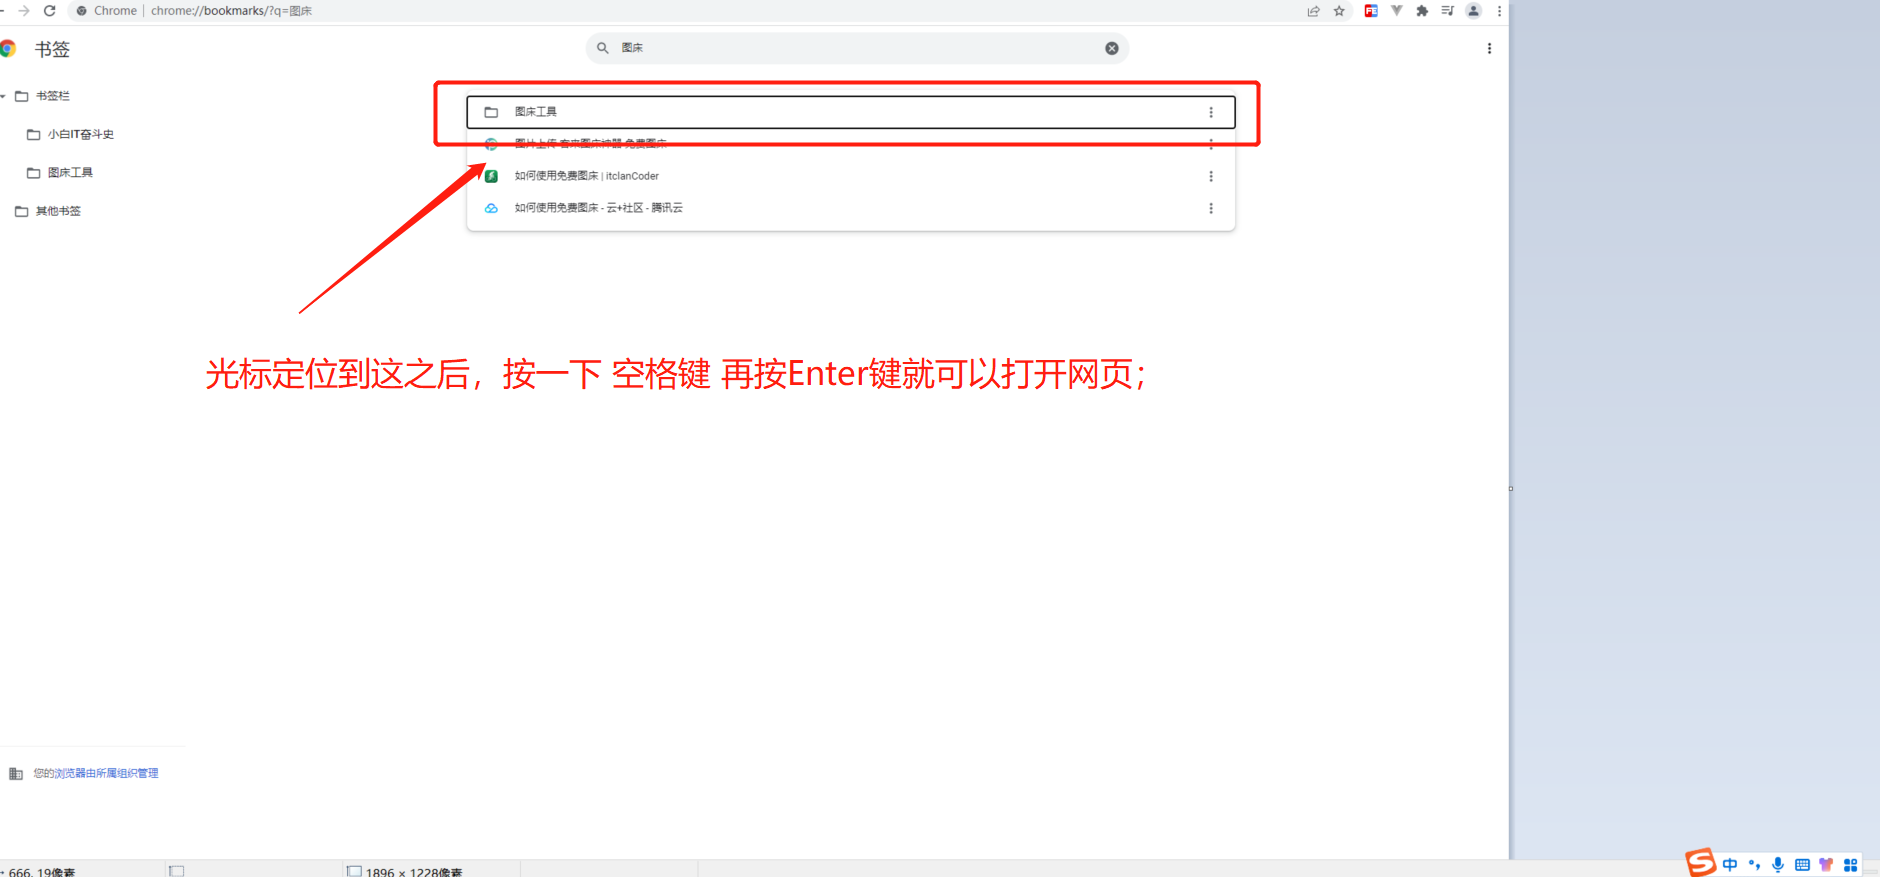 Chrome | chrome://bookmarks/?q=图床
FE
书签
图床
书签栏
小白IT奋斗史
图床工具
其他书签
图床工具
图片上传-客来图床神器-免费图床
如何使用免费图床 | itclanCoder
如何使用免费图床 - 云+社区 - 腾讯云
光标定位到这之后，按一下 空格键 再按Enter键就可以打开网页；
您的浏览器由所属组织管理
666, 19像素
1896 × 1228像素
S 中